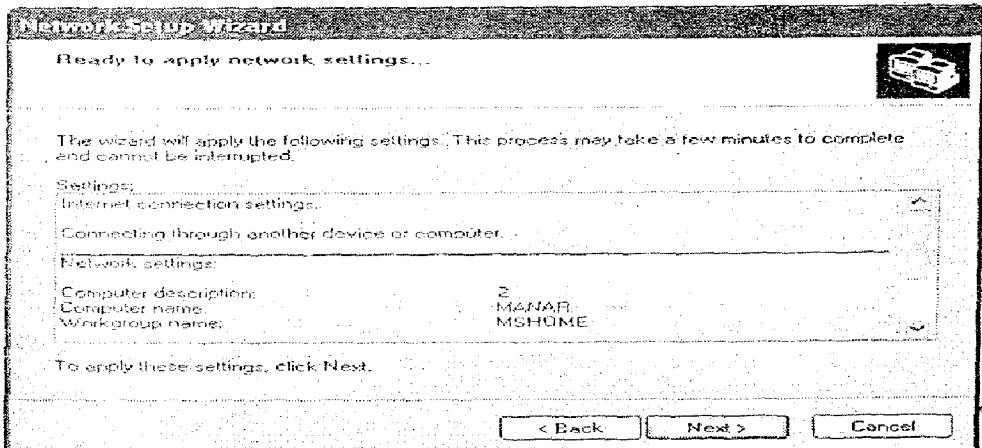 Network Setup Wizard
Ready to apply network settings...
The wizard will apply the following settings. This process may take a few minutes to complete
and cannot be interrupted.
Settings:
Internet connection settings:
Connecting through another device or computer.
Network settings:
Computer description: 2
Computer name: MANAR
Workgroup name: MSHOME
To apply these settings, click Next.
< Back Next > Cancel